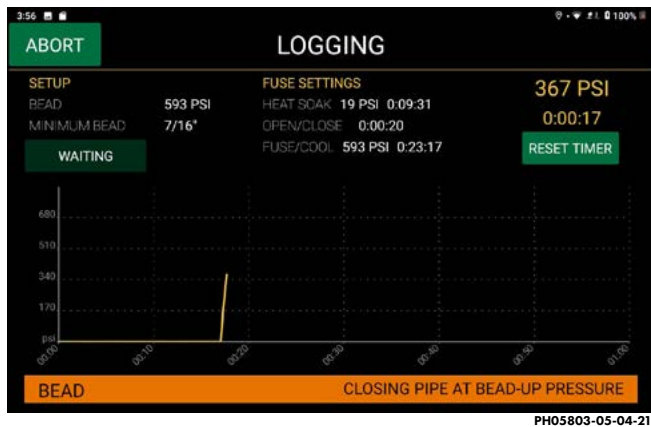 3:56 100%
ABORT LOGGING
SETUP FUSE SETTINGS 367 PSI
BEAD 593 PSI HEAT SOAK 19 PSI 0:09:31 0:00:17
MINIMUM BEAD 7/16" OPEN/CLOSE 0:00:20
WAITING FUSE/COOL 593 PSI 0:23:17 RESET TIMER
680
510
340
170
psi
00:00 00:10 00:20 00:30 00:40 00:50 01:00
BEAD CLOSING PIPE AT BEAD-UP PRESSURE
PH05803-05-04-21